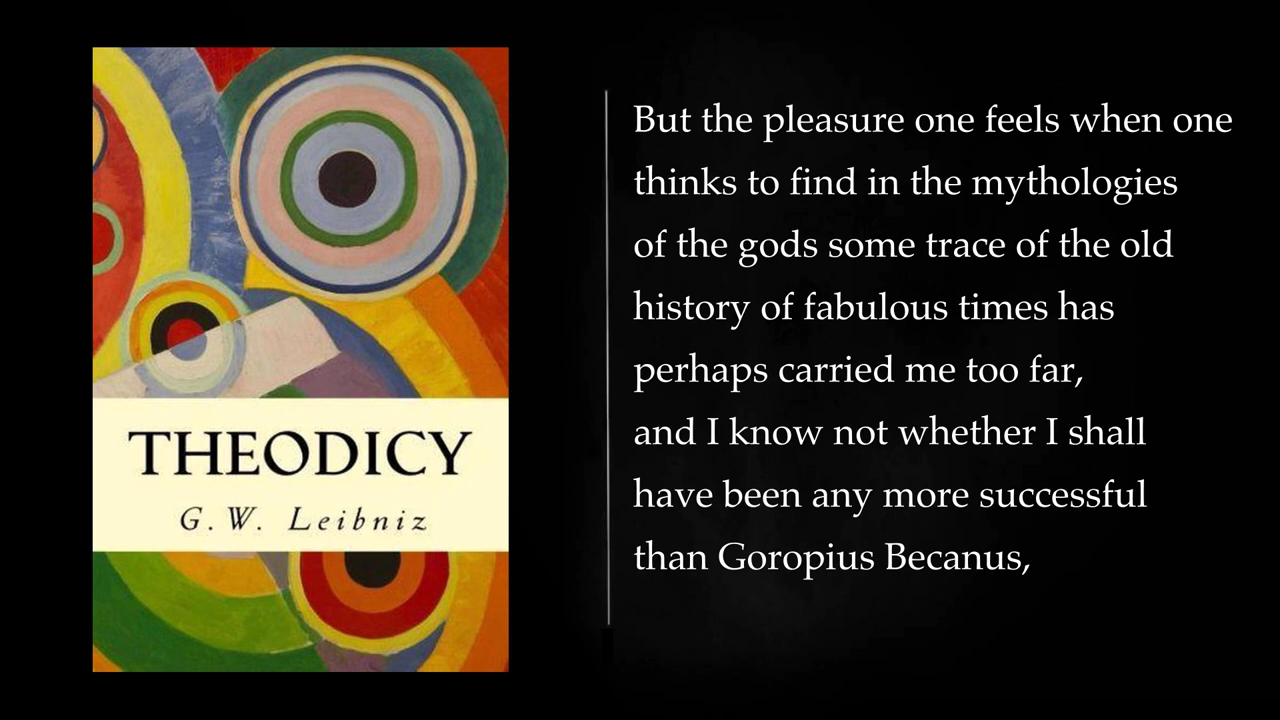 THEODICY
G.W. Leibniz
But the pleasure one feels when one
thinks to find in the mythologies
of the gods some trace of the old
history of fabulous times has
perhaps carried me too far,
and I know not whether I shall
have been any more successful
than Goropius Becanus,